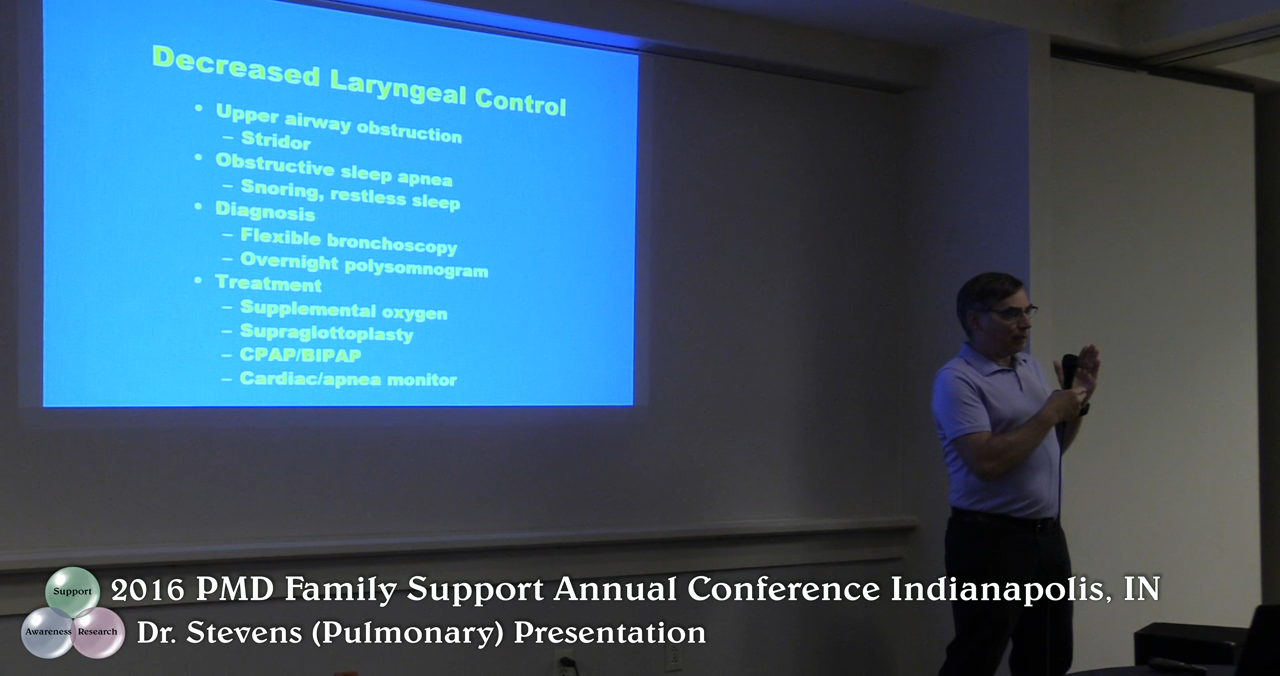 Decreased Laryngeal Control
• Upper airway obstruction
– Stridor
• Obstructive sleep apnea
– Snoring, restless sleep
• Diagnosis
– Flexible bronchoscopy
– Overnight polysomnogram
• Treatment
– Supplemental oxygen
– Supraglottoplasty
– CPAP/BIPAP
– Cardiac/apnea monitor
Support
Awareness
Research
2016 PMD Family Support Annual Conference Indianapolis, IN
Dr. Stevens (Pulmonary) Presentation